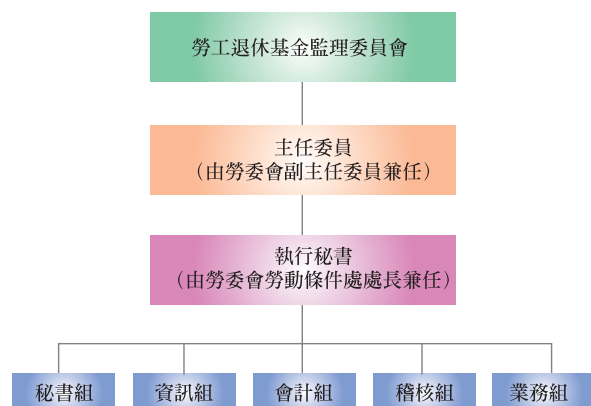 勞工退休基金監理委員會
主任委員
（由勞委會副主任委員兼任）
執行秘書
（由勞委會勞動條件處處長兼任）
秘書組
資訊組
會計組
稽核組
業務組